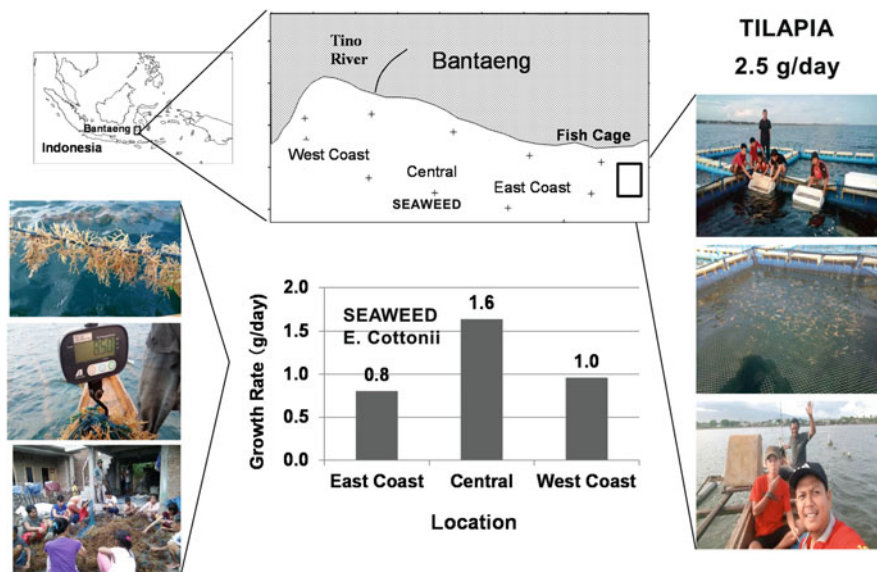 TILAPIA
2.5 g/day
Tino
River
Bantaeng
Bantaeng
Indonesia
Fish Cage
West Coast
Central
East Coast
SEAWEED
Growth Rate (g/day)
2.0
1.5
1.0
0.5
0.0
SEAWEED
E. Cottonii
0.8
1.6
1.0
East Coast
Central
West Coast
Location
850